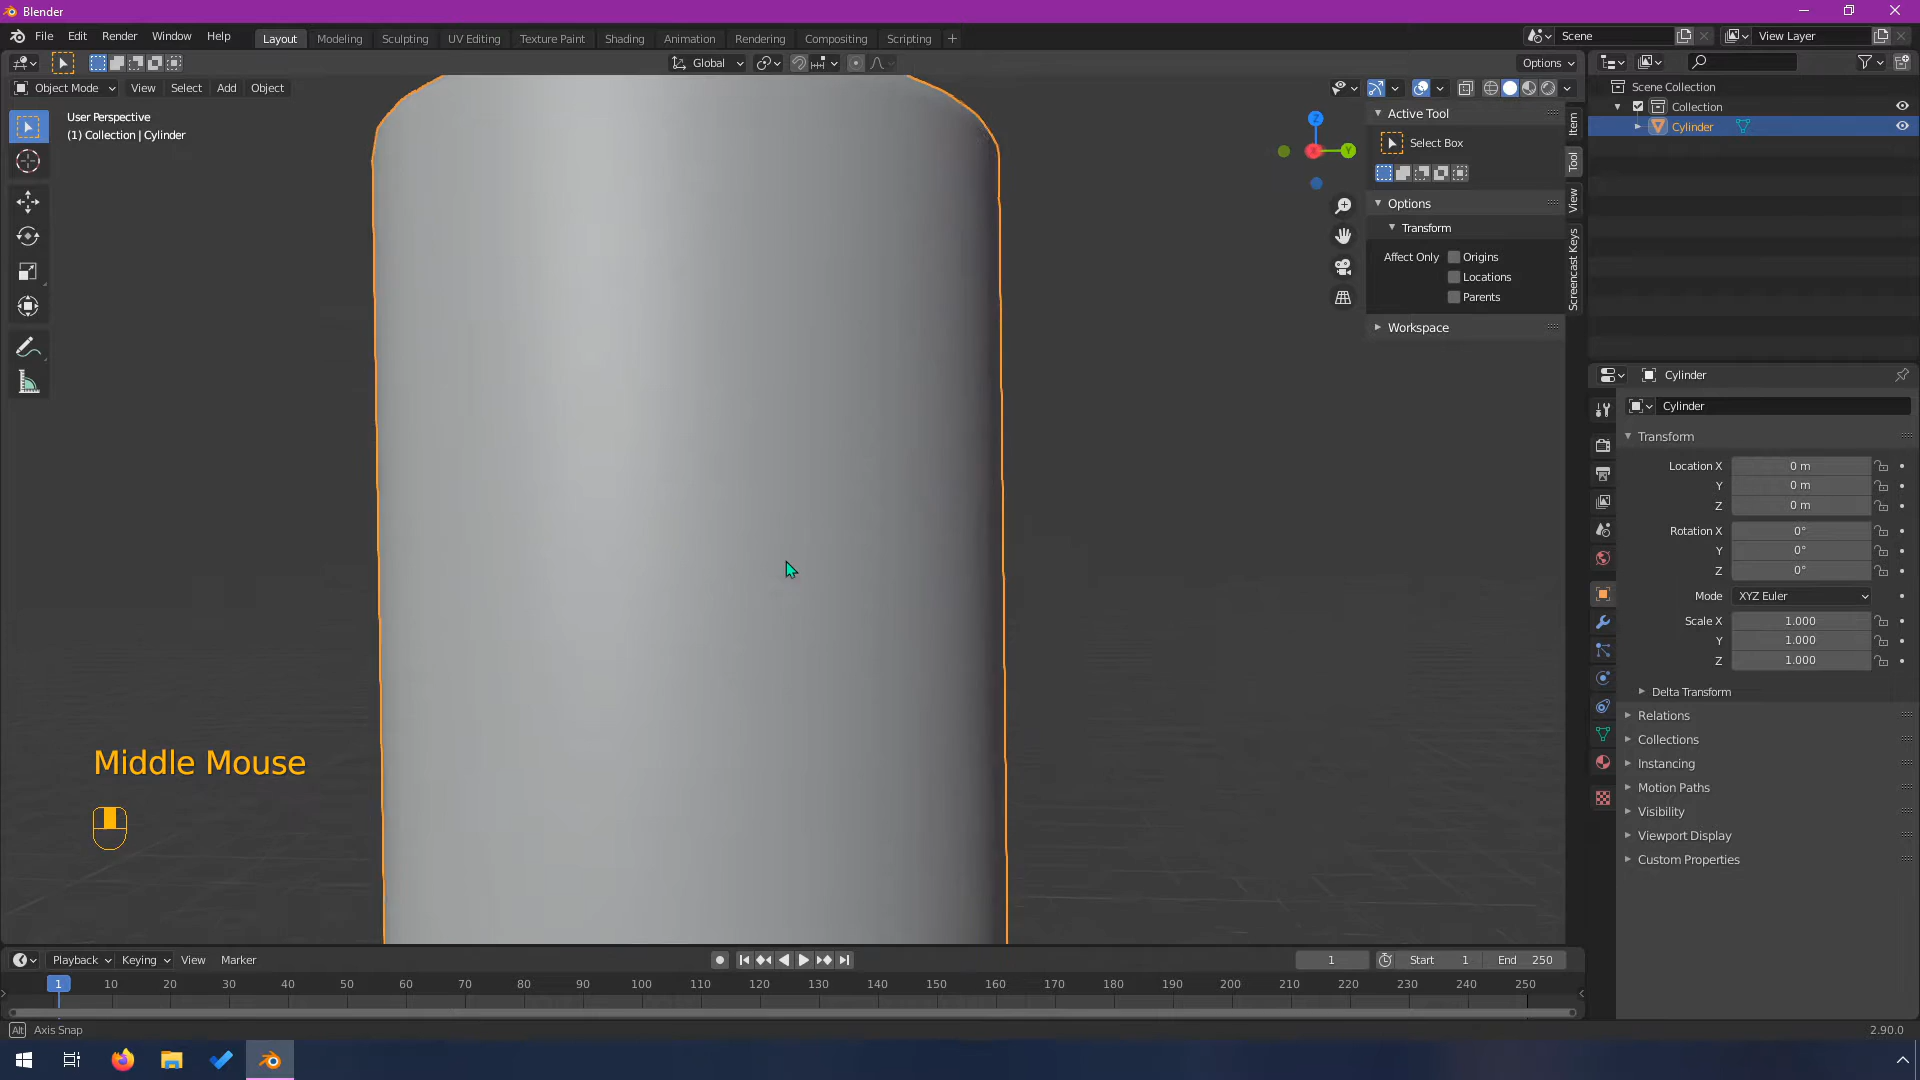 Blender
File Edit Render Window Help
Layout Modeling Sculpting UV Editing Texture Paint Shading Animation Rendering Compositing Scripting +
Scene
View Layer
Global
Options
Object Mode View Select Add Object
User Perspective
(1) Collection | Cylinder
Z
Y
X
Active Tool
Select Box
Options
Transform
Affect Only Origins
Locations
Parents
Workspace
Item
Tool
View
Screencast Keys
Scene Collection
Collection
Cylinder
Cylinder
Cylinder
Transform
Location X 0 m
Y 0 m
Z 0 m
Rotation X 0°
Y 0°
Z 0°
Mode XYZ Euler
Scale X 1.000
Y 1.000
Z 1.000
Delta Transform
Relations
Collections
Instancing
Motion Paths
Visibility
Viewport Display
Custom Properties
Middle Mouse
Playback Keying View Marker
1 Start 1 End 250
1 10 20 30 40 50 60 70 80 90 100 110 120 130 140 150 160 170 180 190 200 210 220 230 240 250
Alt Axis Snap
2.90.0